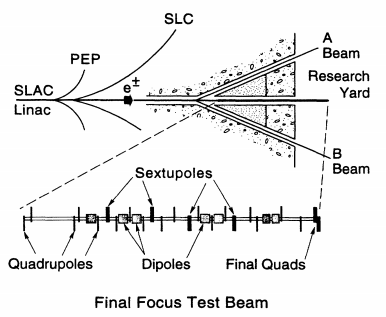 SLC
A
Beam
PEP
Research
Yard
SLAC
Linac
e±
B
Beam
Sextupoles
Quadrupoles
Dipoles
Final Quads
Final Focus Test Beam